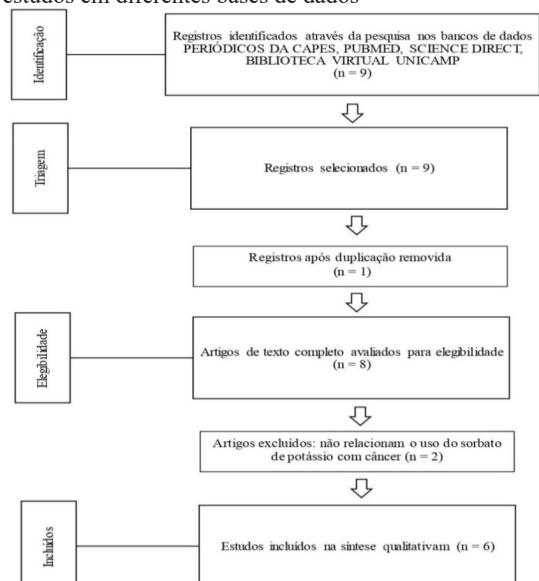 estudos em diferentes bases de dados
Identificação
Registros identificados através da pesquisa nos bancos de dados
PERIÓDICOS DA CAPES, PUBMED, SCIENCE DIRECT,
BIBLIOTECA VIRTUAL UNICAMP
(n = 9)
Triagem
Registros selecionados (n = 9)
Registros após duplicação removida
(n = 1)
Elegibilidade
Artigos de texto completo avaliados para elegibilidade
(n = 8)
Artigos excluídos: não relacionam o uso do sorbato
de potássio com câncer (n = 2)
Incluídos
Estudos incluídos na síntese qualitativam (n = 6)